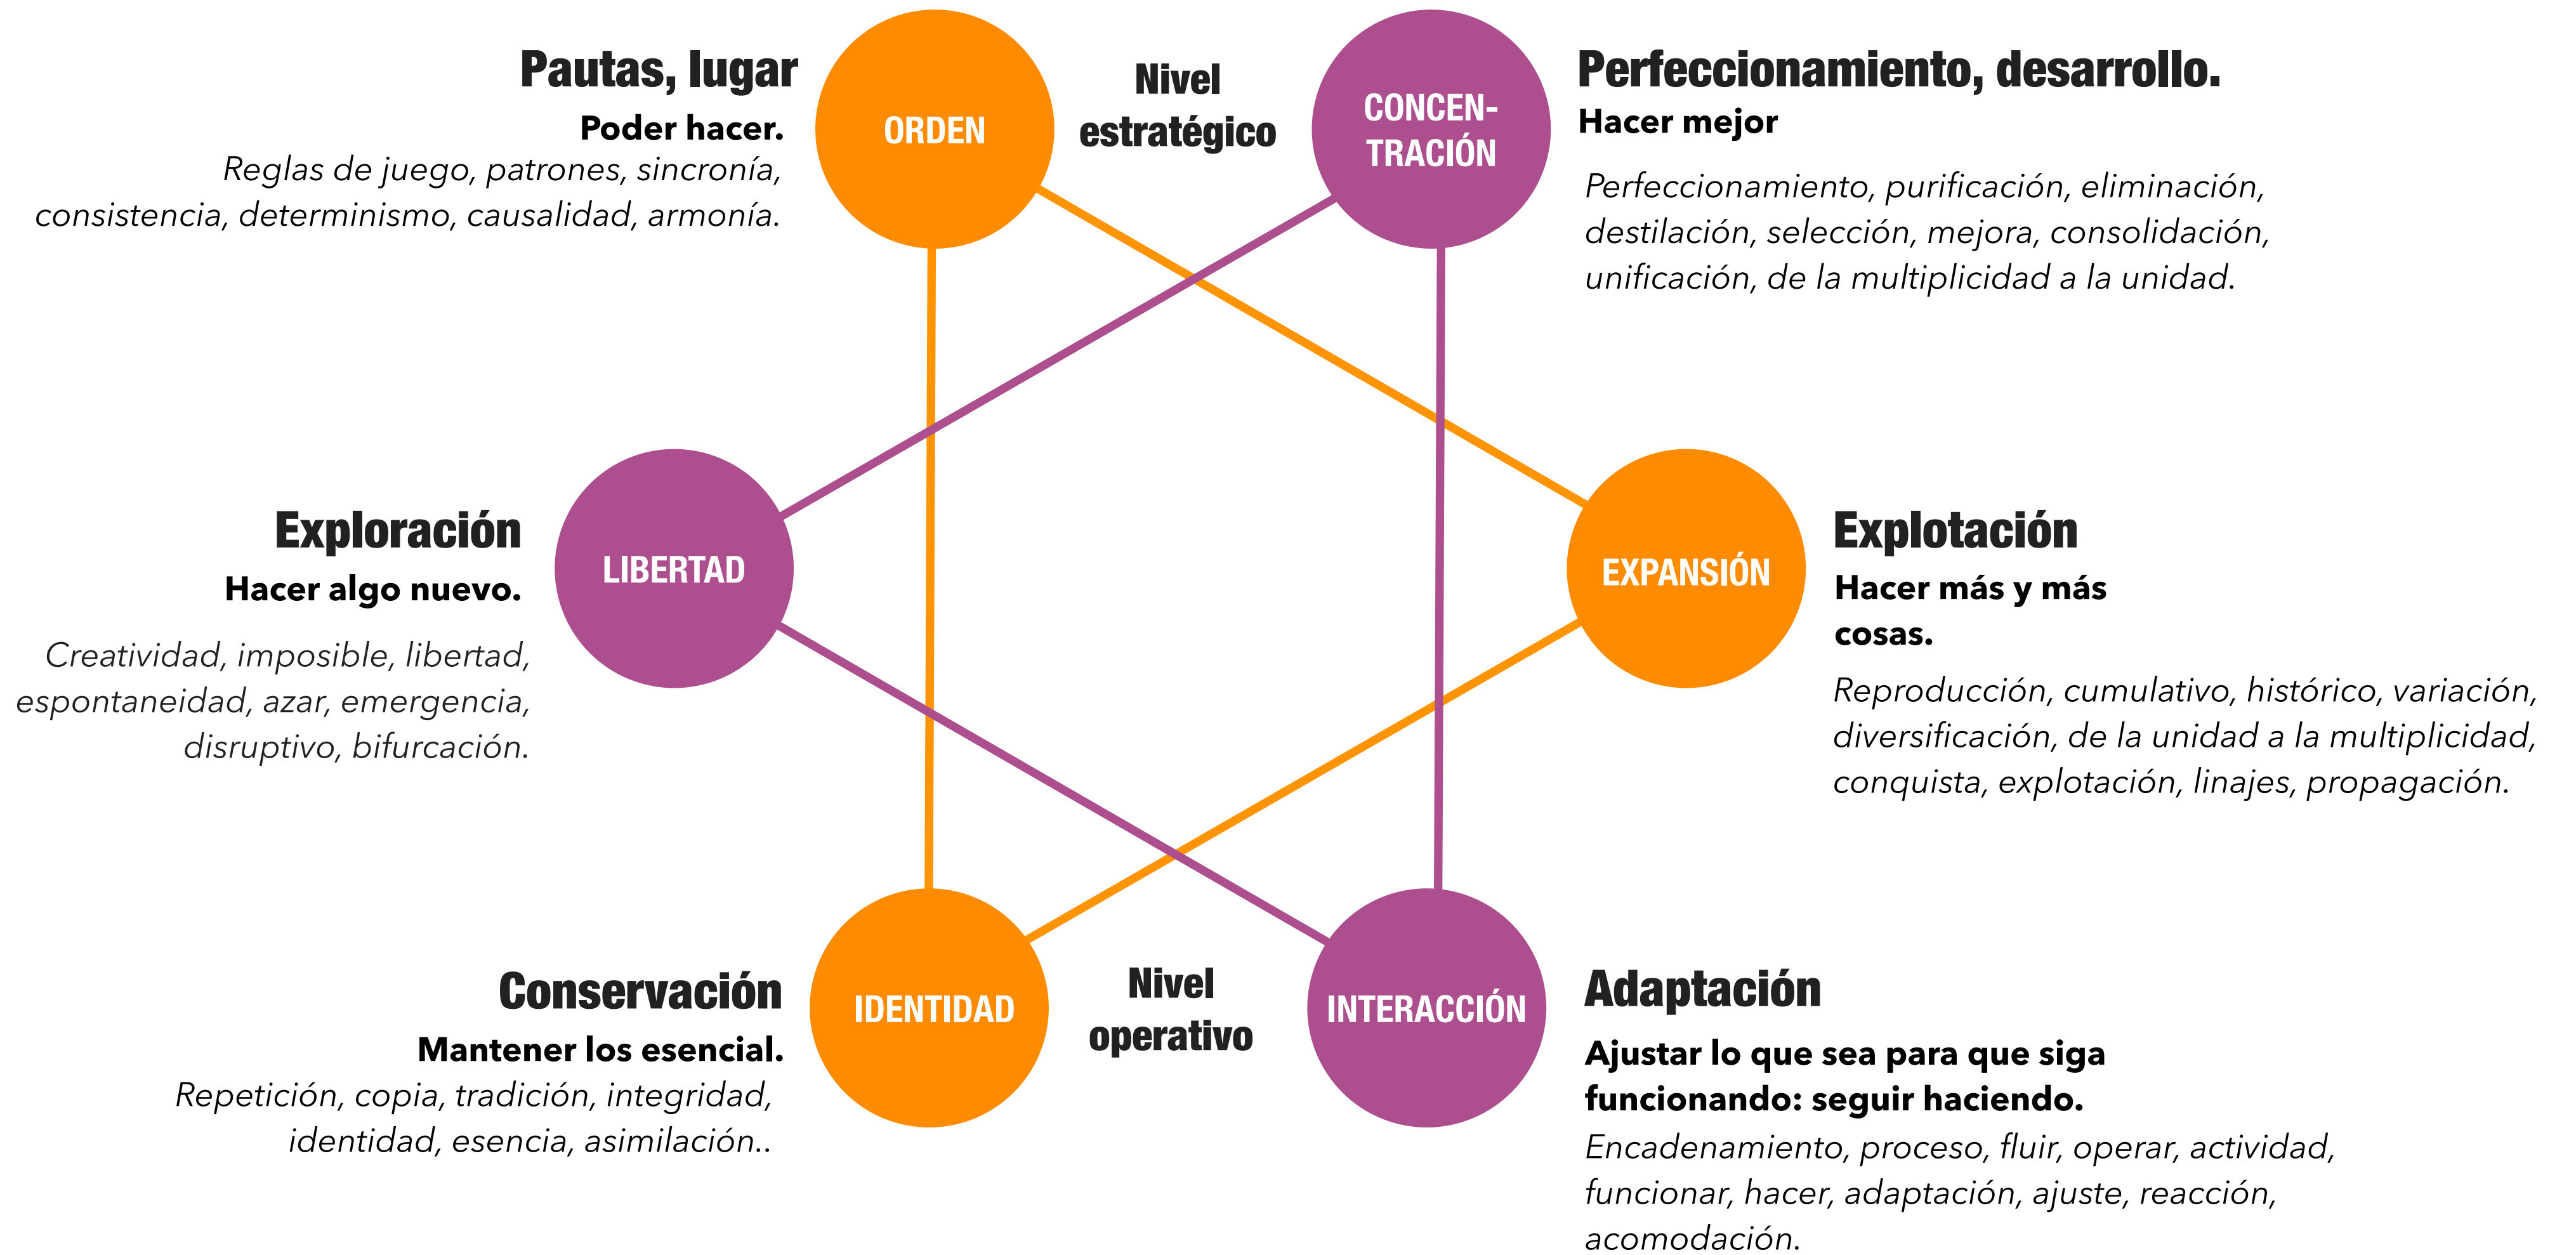 Pautas, lugar
Poder hacer.
Reglas de juego, patrones, sincronía,
consistencia, determinismo, causalidad, armonía.
ORDEN
Nivel
estratégico
CONCEN-
TRACIÓN
Perfeccionamiento, desarrollo.
Hacer mejor
Perfeccionamiento, purificación, eliminación,
destilación, selección, mejora, consolidación,
unificación, de la multiplicidad a la unidad.
Exploración
Hacer algo nuevo.
Creatividad, imposible, libertad,
espontaneidad, azar, emergencia,
disruptivo, bifurcación.
LIBERTAD
EXPANSIÓN
Explotación
Hacer más y más
cosas.
Reproducción, cumulativo, histórico, variación,
diversificación, de la unidad a la multiplicidad,
conquista, explotación, linajes, propagación.
Conservación
Mantener los esencial.
Repetición, copia, tradición, integridad,
identidad, esencia, asimilación..
IDENTIDAD
Nivel
operativo
INTERACCIÓN
Adaptación
Ajustar lo que sea para que siga
funcionando: seguir haciendo.
Encadenamiento, proceso, fluir, operar, actividad,
funcionar, hacer, adaptación, ajuste, reacción,
acomodación.